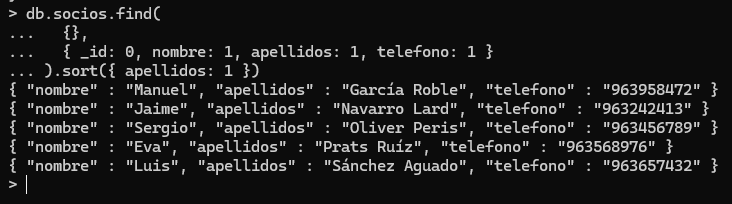 > db.socios.find(
...   {},
...   { _id: 0, nombre: 1, apellidos: 1, telefono: 1 }
... ).sort({ apellidos: 1 })
{ "nombre" : "Manuel", "apellidos" : "García Roble", "telefono" : "963958472" }
{ "nombre" : "Jaime", "apellidos" : "Navarro Lard", "telefono" : "963242413" }
{ "nombre" : "Sergio", "apellidos" : "Oliver Peris", "telefono" : "963456789" }
{ "nombre" : "Eva", "apellidos" : "Prats Ruíz", "telefono" : "963568976" }
{ "nombre" : "Luis", "apellidos" : "Sánchez Aguado", "telefono" : "963657432" }
>